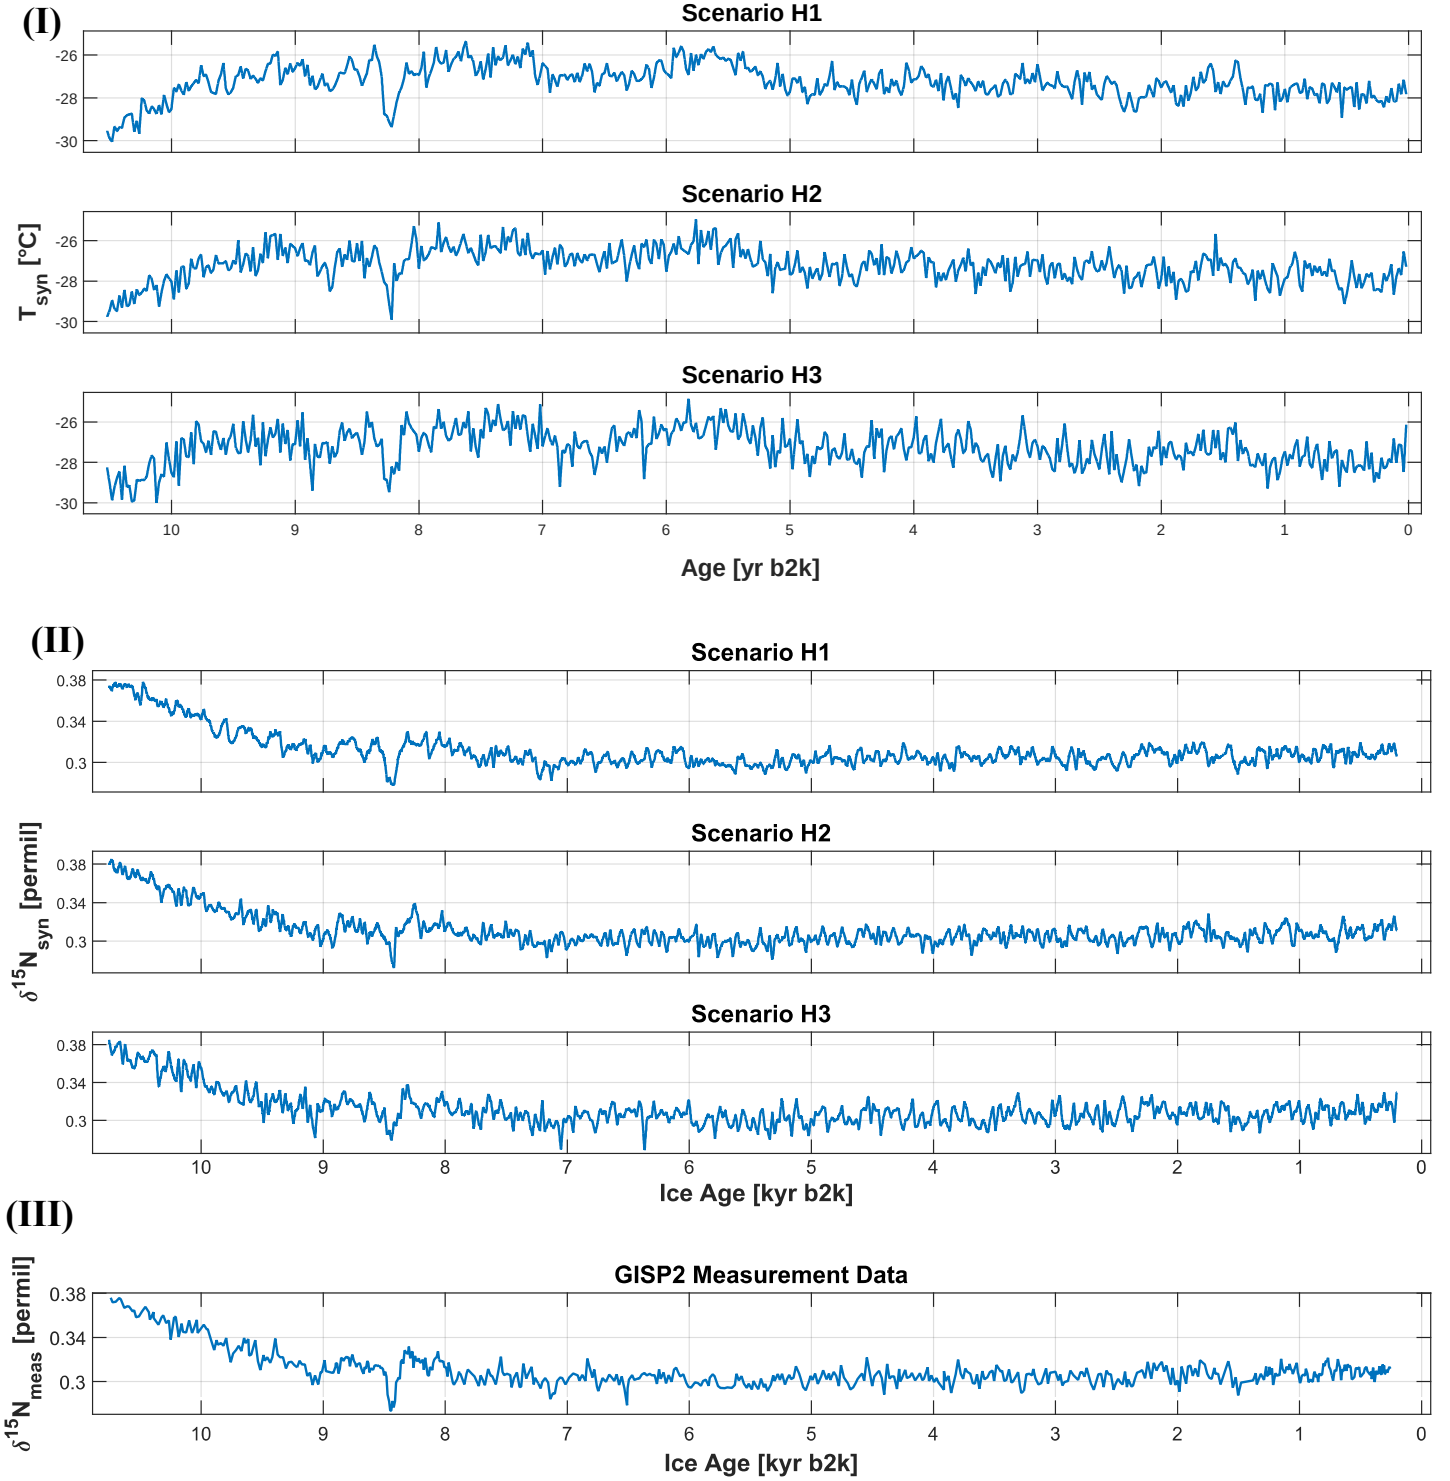 (I)
Scenario H1
-26
-28
-30
Scenario H2
-26
-28
-30
Tsyn [°C]
Scenario H3
-26
-28
-30
10 9 8 7 6 5 4 3 2 1 0
Age [yr b2k]
(II)
Scenario H1
0.38
0.34
0.3
Scenario H2
0.38
0.34
0.3
δ15Nsyn [permil]
Scenario H3
0.38
0.34
0.3
10 9 8 7 6 5 4 3 2 1 0
Ice Age [kyr b2k]
(III)
GISP2 Measurement Data
0.38
0.34
0.3
δ15Nmeas [permil]
10 9 8 7 6 5 4 3 2 1 0
Ice Age [kyr b2k]